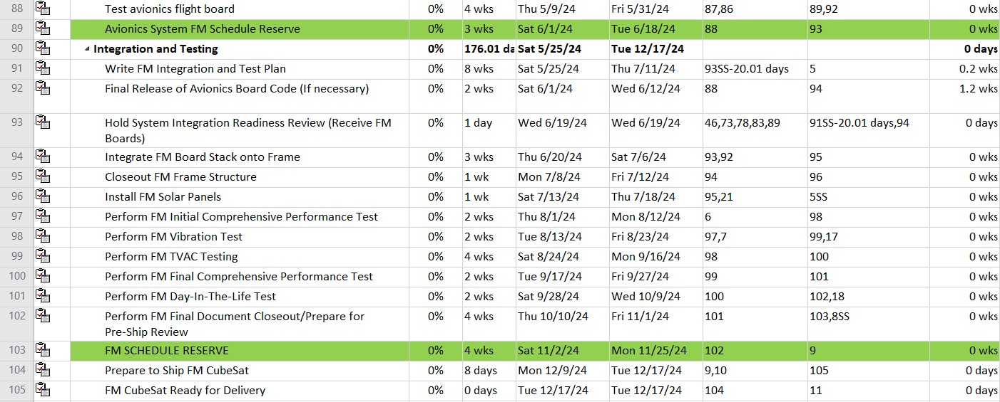 88 Test avionics flight board 0% 4 wks Thu 5/9/24 Fri 5/31/24 87,86 89,92 0 wks
89 Avionics System FM Schedule Reserve 0% 3 wks Sat 6/1/24 Tue 6/18/24 88 93 0 wks
90 Integration and Testing 0% 176.01 da Sat 5/25/24 Tue 12/17/24 0 days
91 Write FM Integration and Test Plan 0% 8 wks Sat 5/25/24 Thu 7/11/24 93SS-20.01 days 5 0.2 wks
92 Final Release of Avionics Board Code (If necessary) 0% 2 wks Sat 6/1/24 Wed 6/12/24 88 94 1.2 wks
93 Hold System Integration Readiness Review (Receive FM 0% 1 day Wed 6/19/24 Wed 6/19/24 46,73,78,83,89 91SS-20.01 days,94 0 days
Boards)
94 Integrate FM Board Stack onto Frame 0% 3 wks Thu 6/20/24 Sat 7/6/24 93,92 95 0 wks
95 Closeout FM Frame Structure 0% 1 wk Mon 7/8/24 Fri 7/12/24 94 96 0 wks
96 Install FM Solar Panels 0% 1 wk Sat 7/13/24 Thu 7/18/24 95,21 5SS 0 wks
97 Perform FM Initial Comprehensive Performance Test 0% 2 wks Thu 8/1/24 Mon 8/12/24 6 98 0 wks
98 Perform FM Vibration Test 0% 2 wks Tue 8/13/24 Fri 8/23/24 97,7 99,17 0 wks
99 Perform FM TVAC Testing 0% 4 wks Sat 8/24/24 Mon 9/16/24 98 100 0 wks
100 Perform FM Final Comprehensive Performance Test 0% 2 wks Tue 9/17/24 Fri 9/27/24 99 101 0 wks
101 Perform FM Day-In-The-Life Test 0% 2 wks Sat 9/28/24 Wed 10/9/24 100 102,18 0 wks
102 Perform FM Final Document Closeout/Prepare for 0% 4 wks Thu 10/10/24 Fri 11/1/24 101 103,8SS 0 wks
Pre-Ship Review
103 FM SCHEDULE RESERVE 0% 4 wks Sat 11/2/24 Mon 11/25/24 102 9 0 wks
104 Prepare to Ship FM CubeSat 0% 8 days Mon 12/9/24 Tue 12/17/24 9,10 105 0 days
105 FM CubeSat Ready for Delivery 0% 0 days Tue 12/17/24 Tue 12/17/24 104 11 0 days